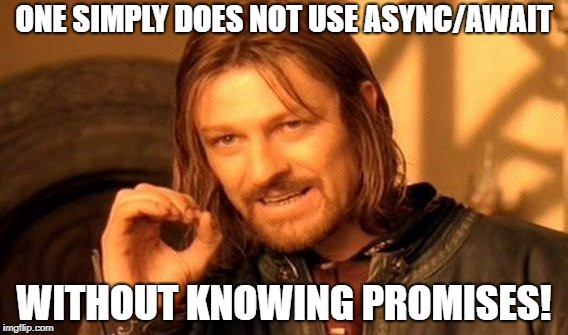 ONE SIMPLY DOES NOT USE ASYNC/AWAIT
WITHOUT KNOWING PROMISES!
imgflip.com